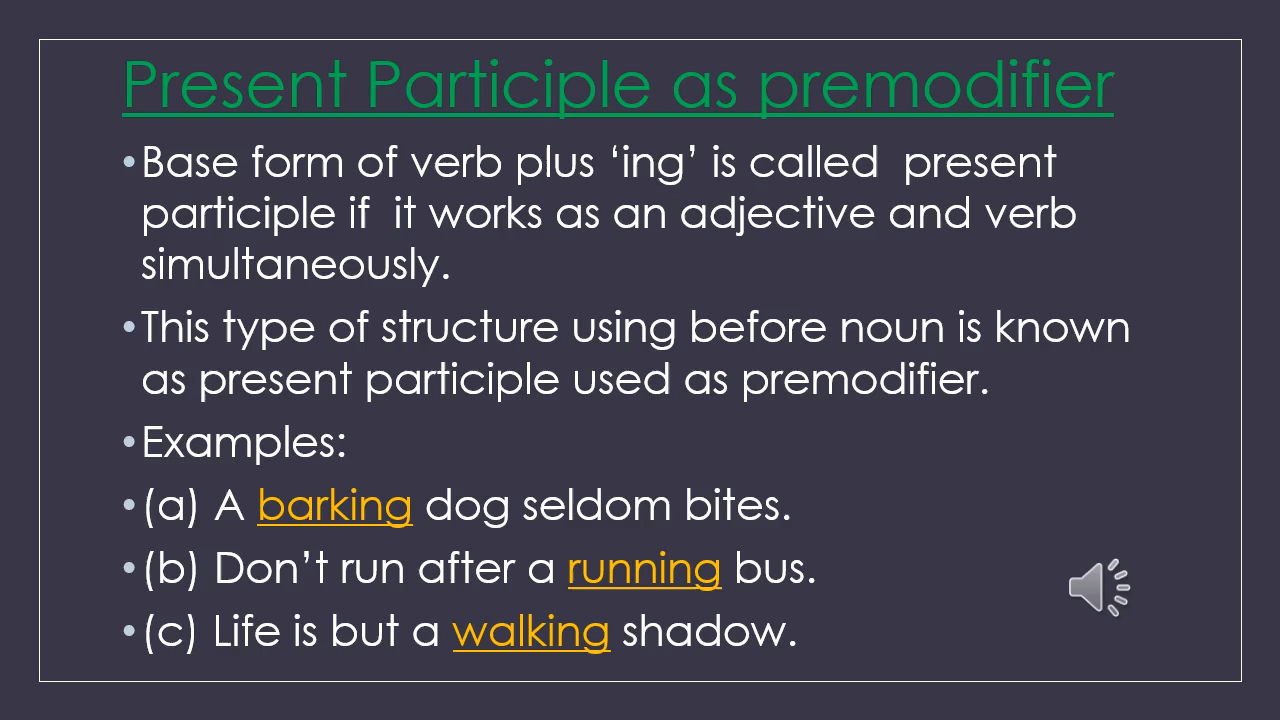 Present Participle as premodifier
•Base form of verb plus ‘ing’ is called  present
participle if  it works as an adjective and verb
simultaneously.
•This type of structure using before noun is known
as present participle used as premodifier.
•Examples:
•(a) A barking dog seldom bites.
•(b) Don’t run after a running bus.
•(c) Life is but a walking shadow.